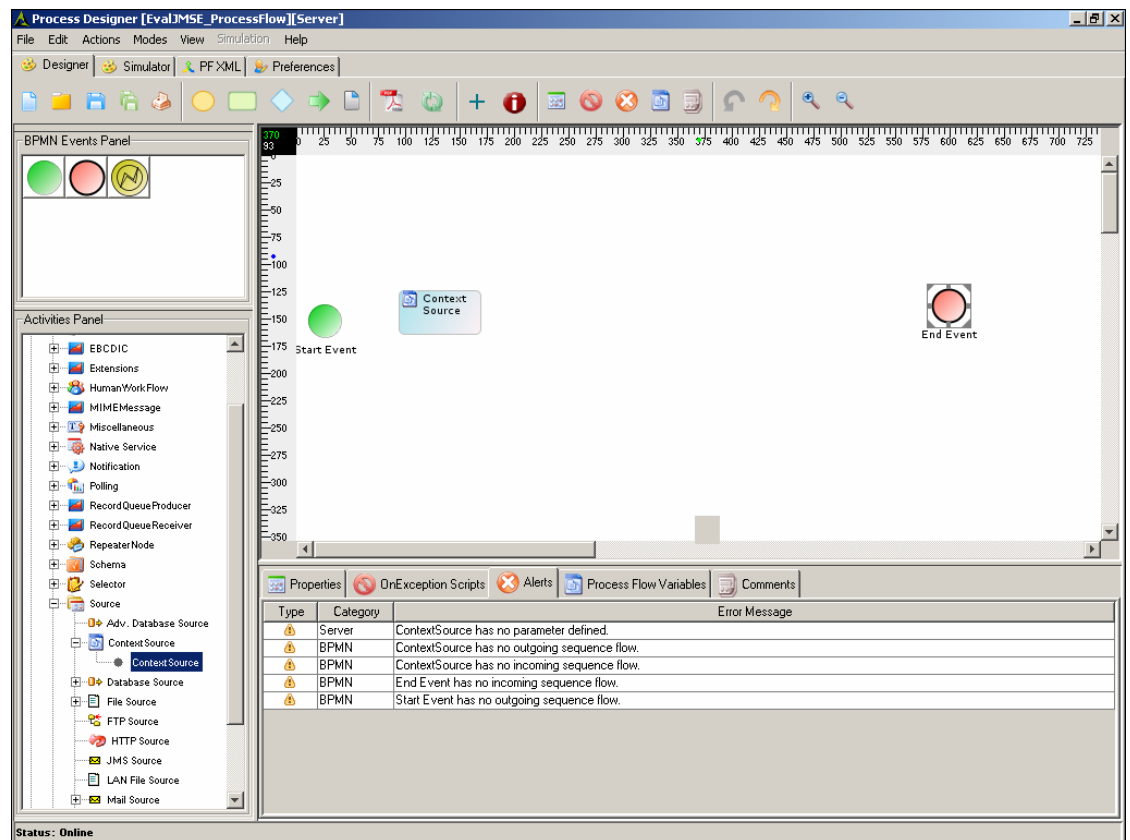 Process Designer [EvalJMSE_ProcessFlow][Server]
File Edit Actions Modes View Simulation Help
Designer Simulator PF XML Preferences
BPMN Events Panel
370
93
0 25 50 75 100 125 150 175 200 225 250 275 300 325 350 375 400 425 450 475 500 525 550 575 600 625 650 675 700 725
0
25
50
75
100
125
150
175
200
225
250
275
300
325
350
Context
Source
Start Event
End Event
Activities Panel
EBCDIC
Extensions
HumanWorkFlow
MIMEMessage
Miscellaneous
Native Service
Notification
Polling
RecordQueueProducer
RecordQueueReceiver
RepeaterNode
Schema
Selector
Source
Adv. Database Source
ContextSource
ContextSource
Database Source
File Source
FTP Source
HTTP Source
JMS Source
LAN File Source
Mail Source
Properties OnException Scripts Alerts Process Flow Variables Comments
Type Category Error Message
Server ContextSource has no parameter defined.
BPMN ContextSource has no outgoing sequence flow.
BPMN ContextSource has no incoming sequence flow.
BPMN End Event has no incoming sequence flow.
BPMN Start Event has no outgoing sequence flow.
Status: Online